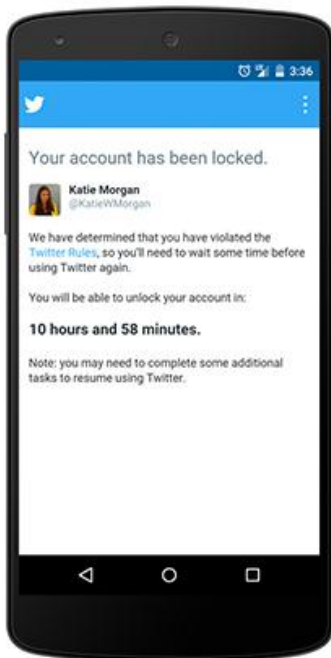 3:36
Your account has been locked.
Katie Morgan
@KatieWMorgan
We have determined that you have violated the
Twitter Rules, so you'll need to wait some time before
using Twitter again.
You will be able to unlock your account in:
10 hours and 58 minutes.
Note: you may need to complete some additional
tasks to resume using Twitter.